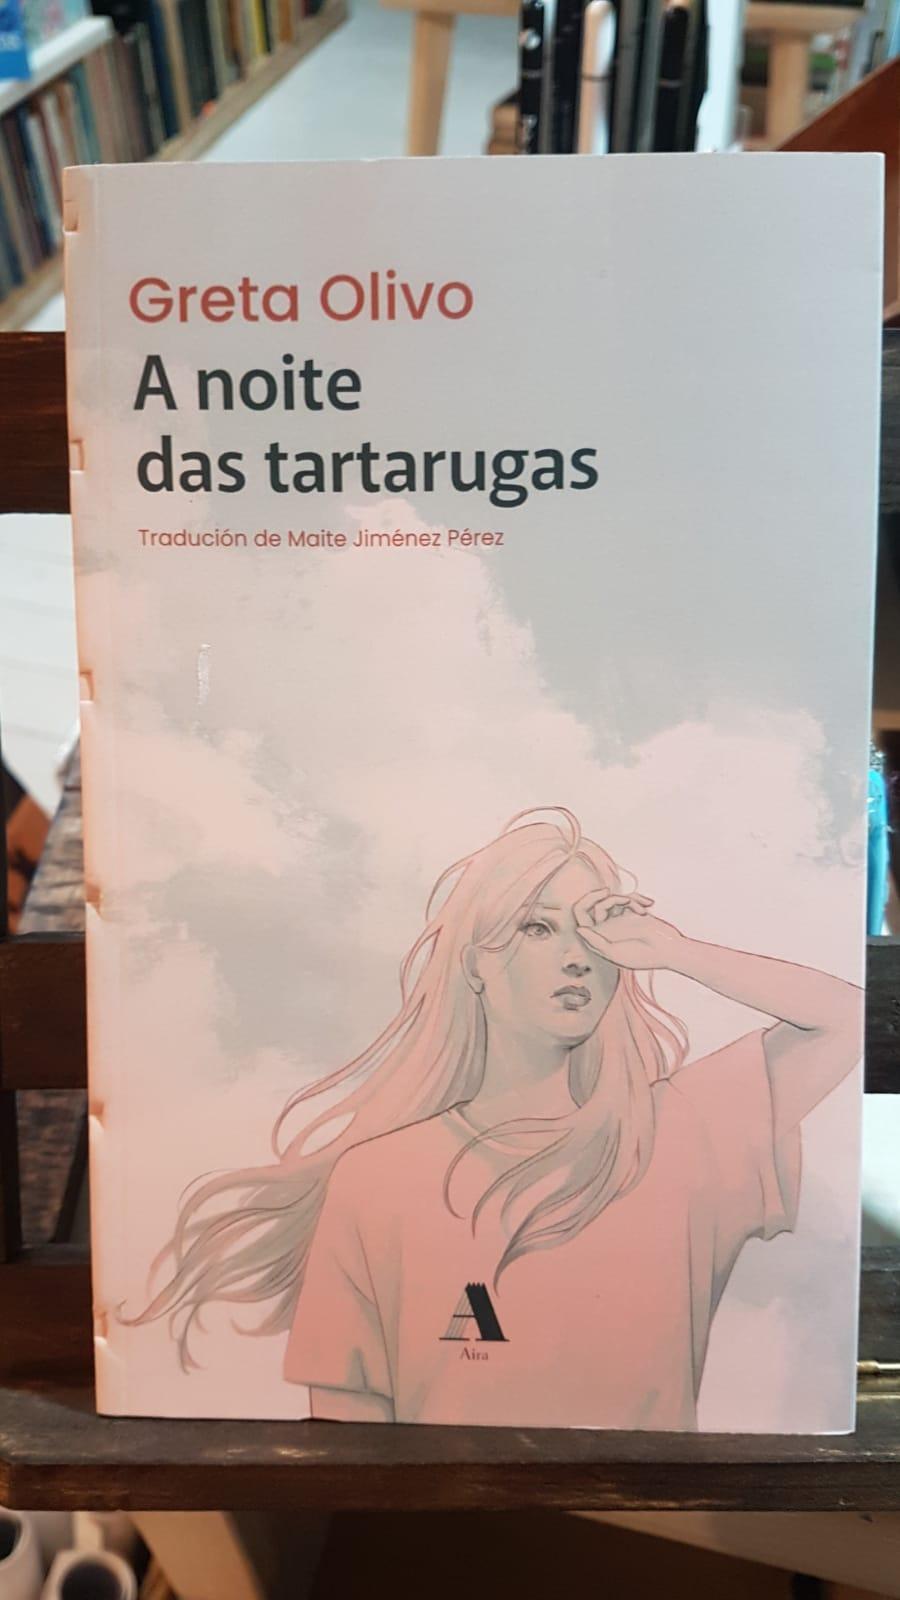 Greta Olivo
A noite
das tartarugas
Tradución de Maite Jiménez Pérez
A
Aira